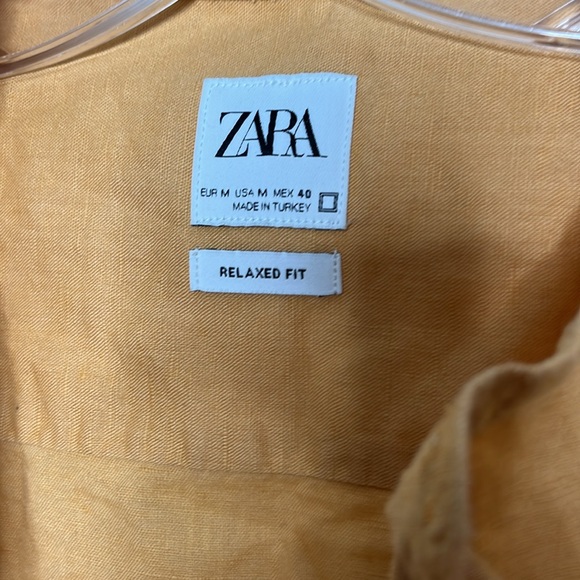 ZARA
EUR M USA M MEX 40
MADE IN TURKEY
RELAXED FIT